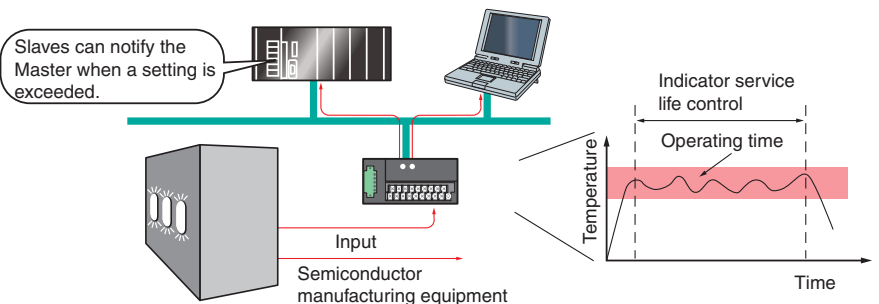 Slaves can notify the
Master when a setting is
exceeded.
Input
Semiconductor
manufacturing equipment
Indicator service
life control
Operating time
Temperature
Time